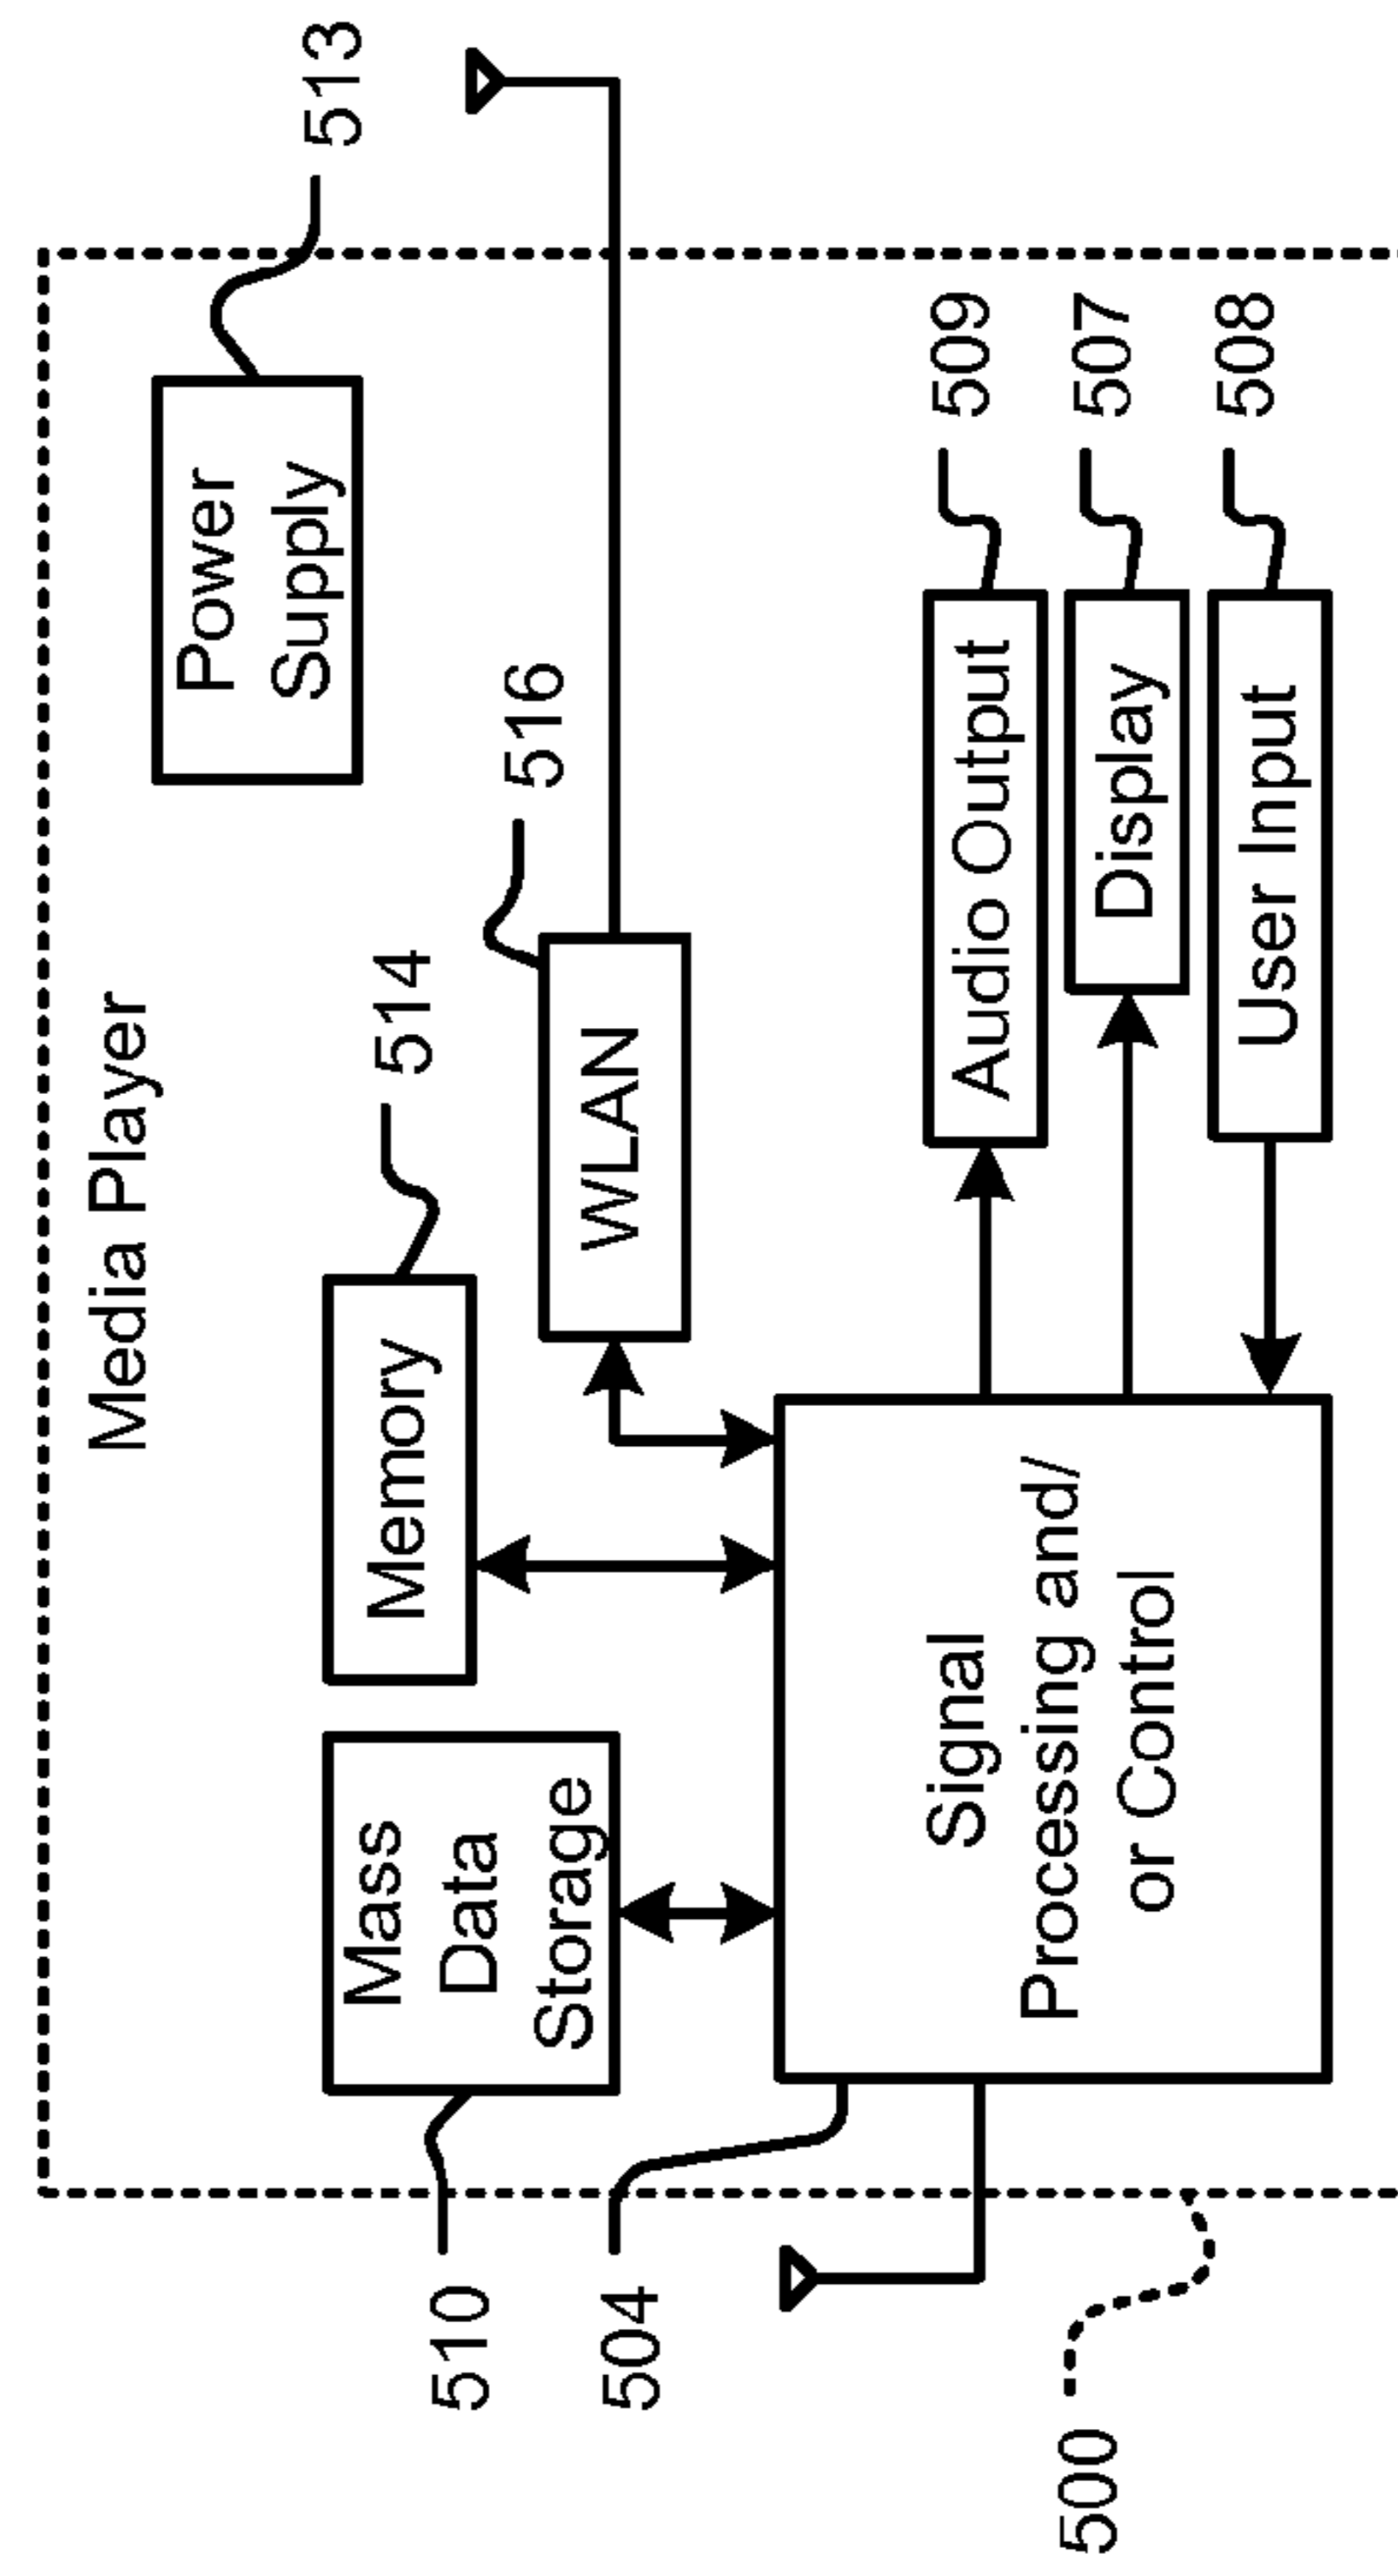 Media Player
510
Mass
Data
Storage
Memory
514
Power
Supply
513
WLAN
516
504
Signal
Processing and/
or Control
Audio Output
509
Display
507
User Input
508
500